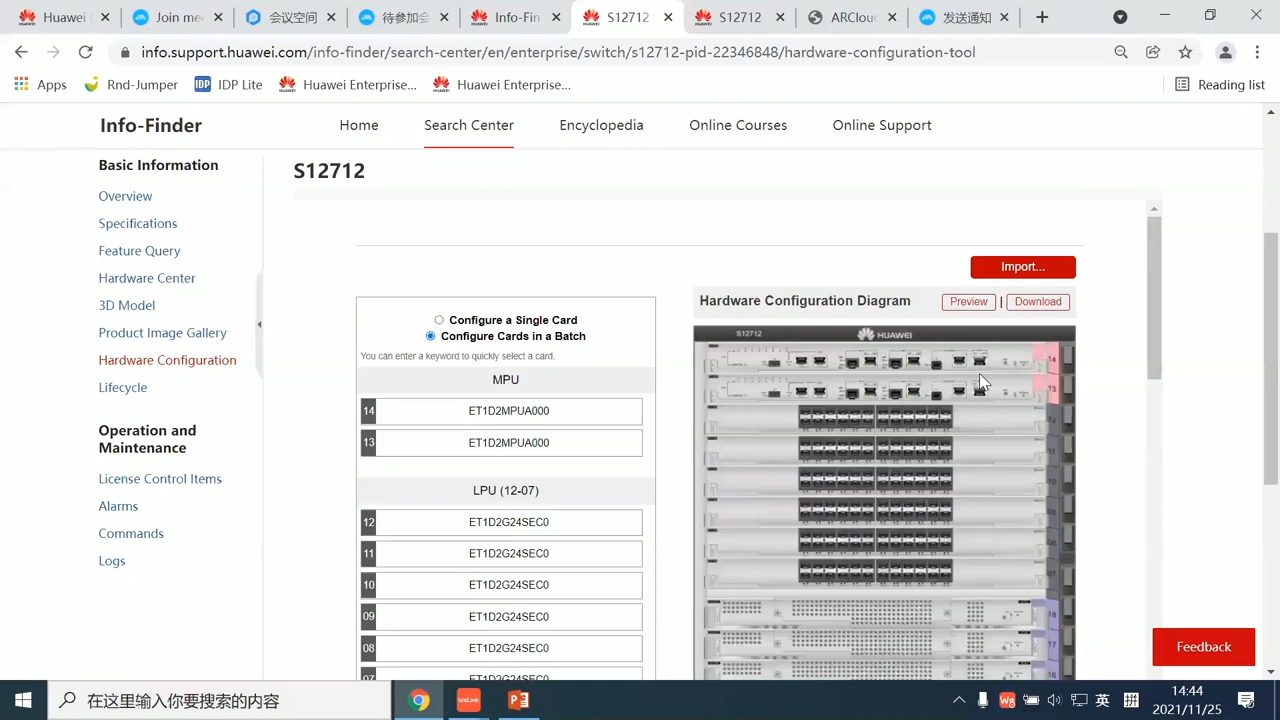 Huawei
Join me
会议空间
待参加会
Info-Fin
S12712
S12712
ARClou
发送通知
info.support.huawei.com/info-finder/search-center/en/enterprise/switch/s12712-pid-22346848/hardware-configuration-tool
Apps
Rnd-Jumper
IDP
IDP Lite
Huawei Enterprise...
Huawei Enterprise...
Reading list
Info-Finder
Home
Search Center
Encyclopedia
Online Courses
Online Support
Basic Information
Overview
Specifications
Feature Query
Hardware Center
3D Model
Product Image Gallery
Hardware Configuration
Lifecycle
Operation and
Maintenance
License Control Items
Alarms
Commands
Logs
S12712
Import...
Configure a Single Card
Configure Cards in a Batch
You can enter a keyword to quickly select a card.
MPU
14 ET1D2MPUA000
13 ET1D2MPUA000
LPU (12-07)
12 ET1D2G24SEC0
11 ET1D2G24SEC0
10 ET1D2G24SEC0
09 ET1D2G24SEC0
08 ET1D2G24SEC0
07
Hardware Configuration Diagram
Preview | Download
S12712
HUAWEI
14
13
Feedback
在这里输入你要搜索的内容
WeLink
英
拼
14:44
2021/11/25